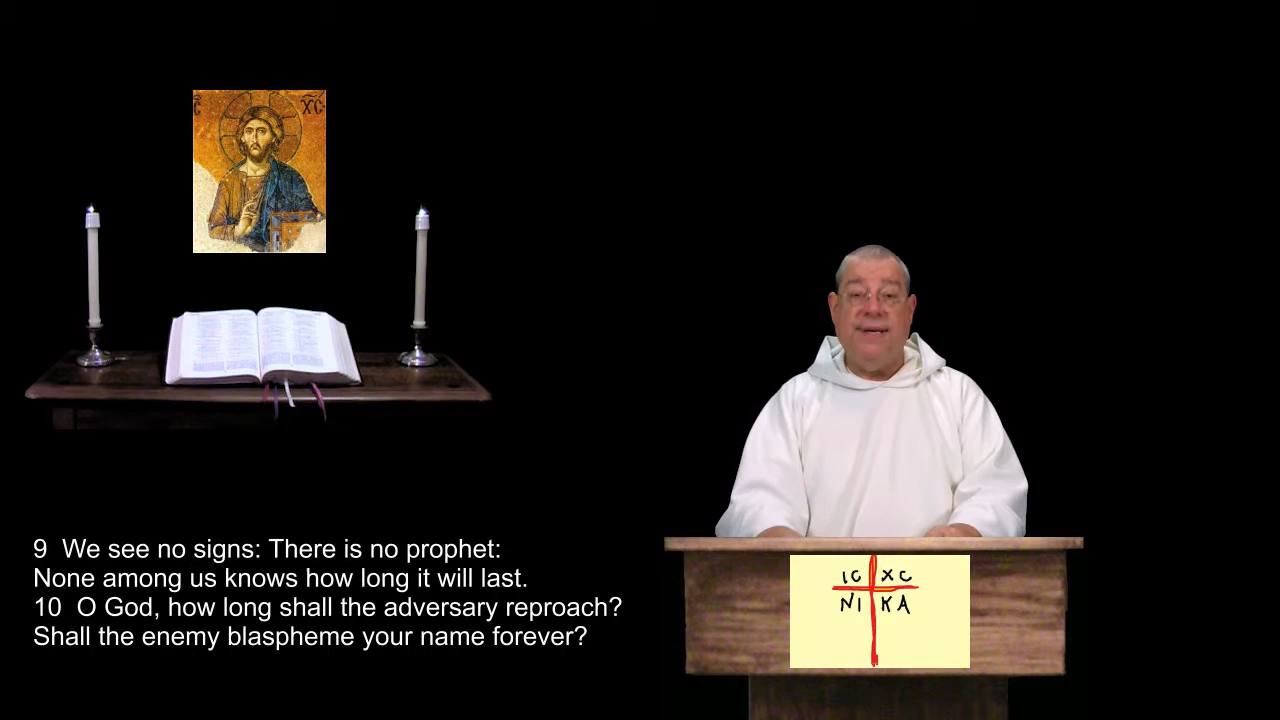 XC
9 We see no signs: There is no prophet:
None among us knows how long it will last.
10 O God, how long shall the adversary reproach?
Shall the enemy blaspheme your name forever?
IC XC
NI KA